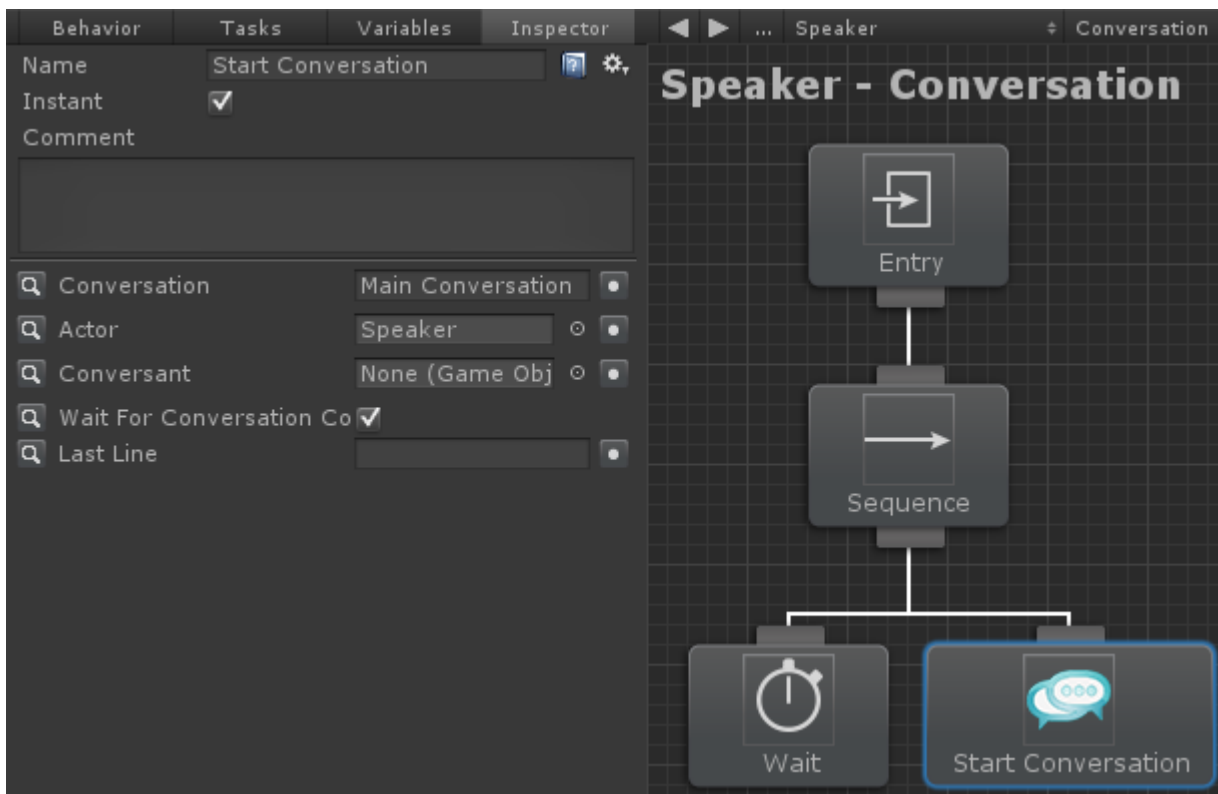 Behavior Tasks Variables Inspector
... Speaker Conversation
Name Start Conversation
Instant
Comment
Conversation Main Conversation
Actor Speaker
Conversant None (Game Obj
Wait For Conversation Co
Last Line
Speaker - Conversation
Entry
Sequence
Wait
Start Conversation